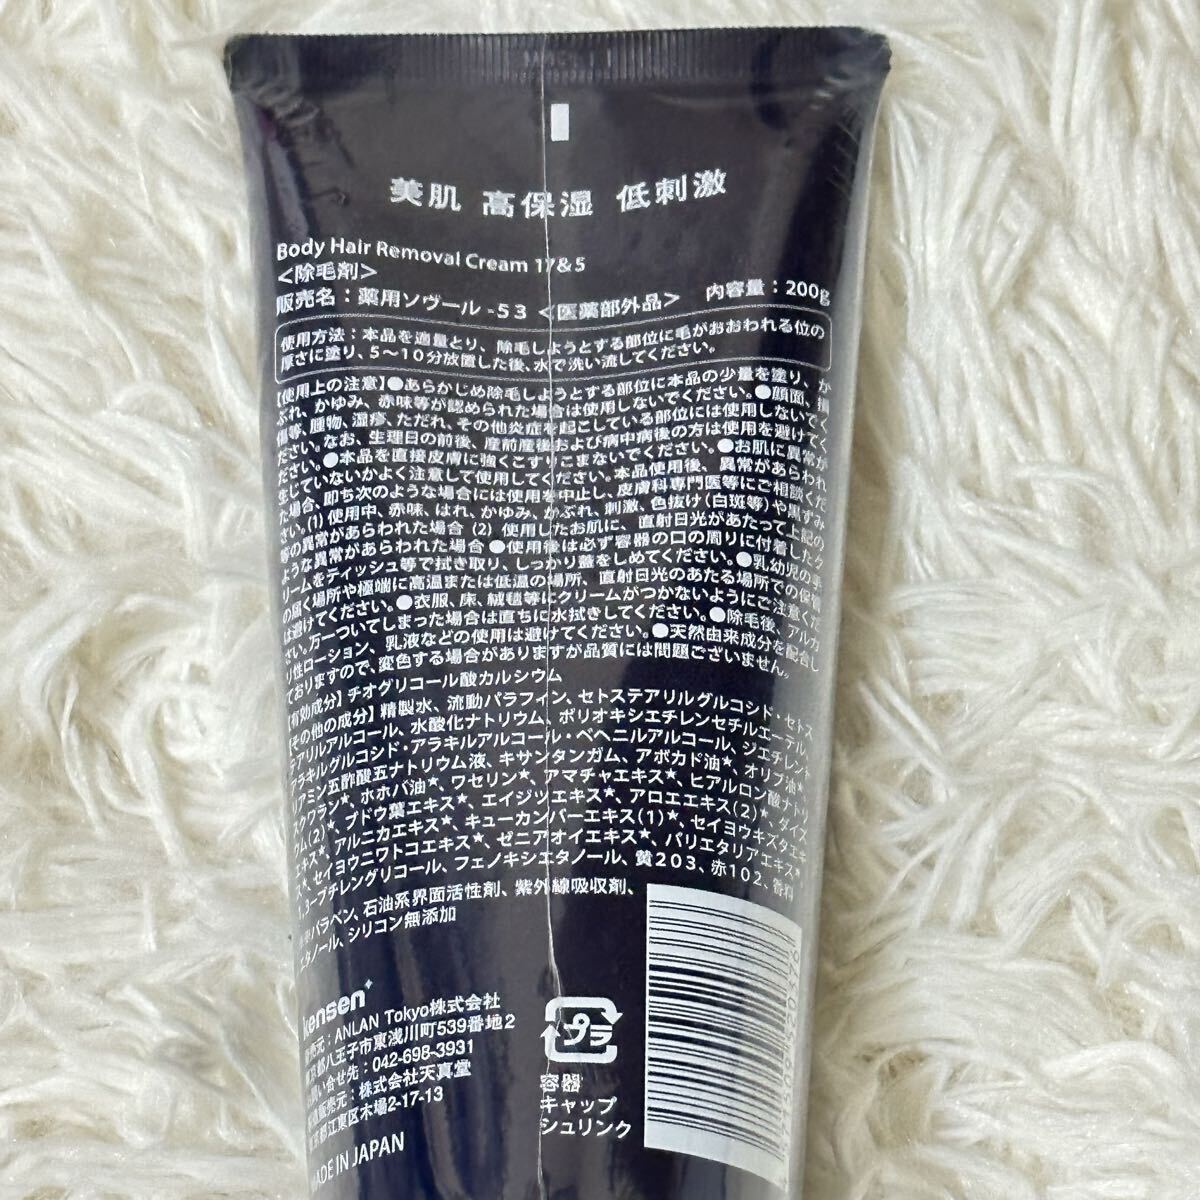 美肌 高保湿 低刺激
Body Hair Removal Cream 17&5
<除毛剤>
販売名：薬用ソヴール-53 <医薬部外品> 内容量：200g
使用方法：本品を適量とり、除毛しようとする部位に毛がおおわれる位の
厚さに塗り、5〜10分放置した後、水で洗い流してください。
【使用上の注意】●あらかじめ除毛しようとする部位に本品の少量を塗り、か
ぶれ、かゆみ、赤味等が認められた場合は使用しないでください。●顔面、損
傷等、腫物、湿疹、ただれ、その他炎症を起こしている部位には使用しないでく
ださい。なお、生理日の前後、産前産後および病中病後の方は使用を避けてく
ださい。●本品を直接皮膚に強くこすりこまないでください。●お肌に異常が
生じていないかよく注意して使用してください。本品使用後、異常があらわれ
た場合、即ち次のような場合には使用を中止し、皮膚科専門医等にご相談くだ
さい。(1) 使用中、赤味、はれ、かゆみ、かぶれ、刺激、色抜け(白斑等)や黒ずみ
等の異常があらわれた場合 (2) 使用したお肌に、直射日光があたって上記の
ような異常があらわれた場合 ●使用後は必ず容器の口の周りに付着したク
リームをティッシュ等で拭き取り、しっかり蓋をしめてください。●乳幼児の手
の届く場所や極端に高温または低温の場所、直射日光のあたる場所での保管
は避けてください。●衣服、床、絨毯等にクリームがつかないようにご注意くだ
さい。万一ついてしまった場合は直ちに水拭きしてください。●除毛後、アルカ
リ性ローション、乳液などの使用は避けてください。●天然由来成分を配合し
ておりますので、変色する場合がありますが品質には問題ございません。
【有効成分】チオグリコール酸カルシウム
【その他の成分】精製水、流動パラフィン、セトステアリルグルコシド・セトス
テアリルアルコール、水酸化ナトリウム、ポリオキシエチレンセチルエーテル、
アラキルグルコシド・アラキルアルコール・ベヘニルアルコール、ジエチレント
リアミン五酢酸五ナトリウム液、キサンタンガム、アボカド油★、オリブ油★、
スクワラン★、ホホバ油★、ワセリン★、アマチャエキス★、ヒアルロン酸ナトリ
ウム(2)★、ブドウ葉エキス★、エイジツエキス★、アロエエキス(2)★、ダイズ
エキス★、アルニカエキス★、キューカンバーエキス(1)★、セイヨウキズタエキ
ス★、セイヨウニワトコエキス★、ゼニアオイエキス★、パリエタリアエキス★、
1,3-ブチレングリコール、フェノキシエタノール、黄203、赤102、香料
パラベン、石油系界面活性剤、紫外線吸収剤、
エタノール、シリコン無添加
kensen
発売元：ANLAN Tokyo株式会社
東京都八王子市東浅川町539番地2
お問い合せ先：042-698-3931
製造販売元：株式会社天真堂
東京都江東区木場2-17-13
MADE IN JAPAN
プラ
容器
キャップ
シュリンク